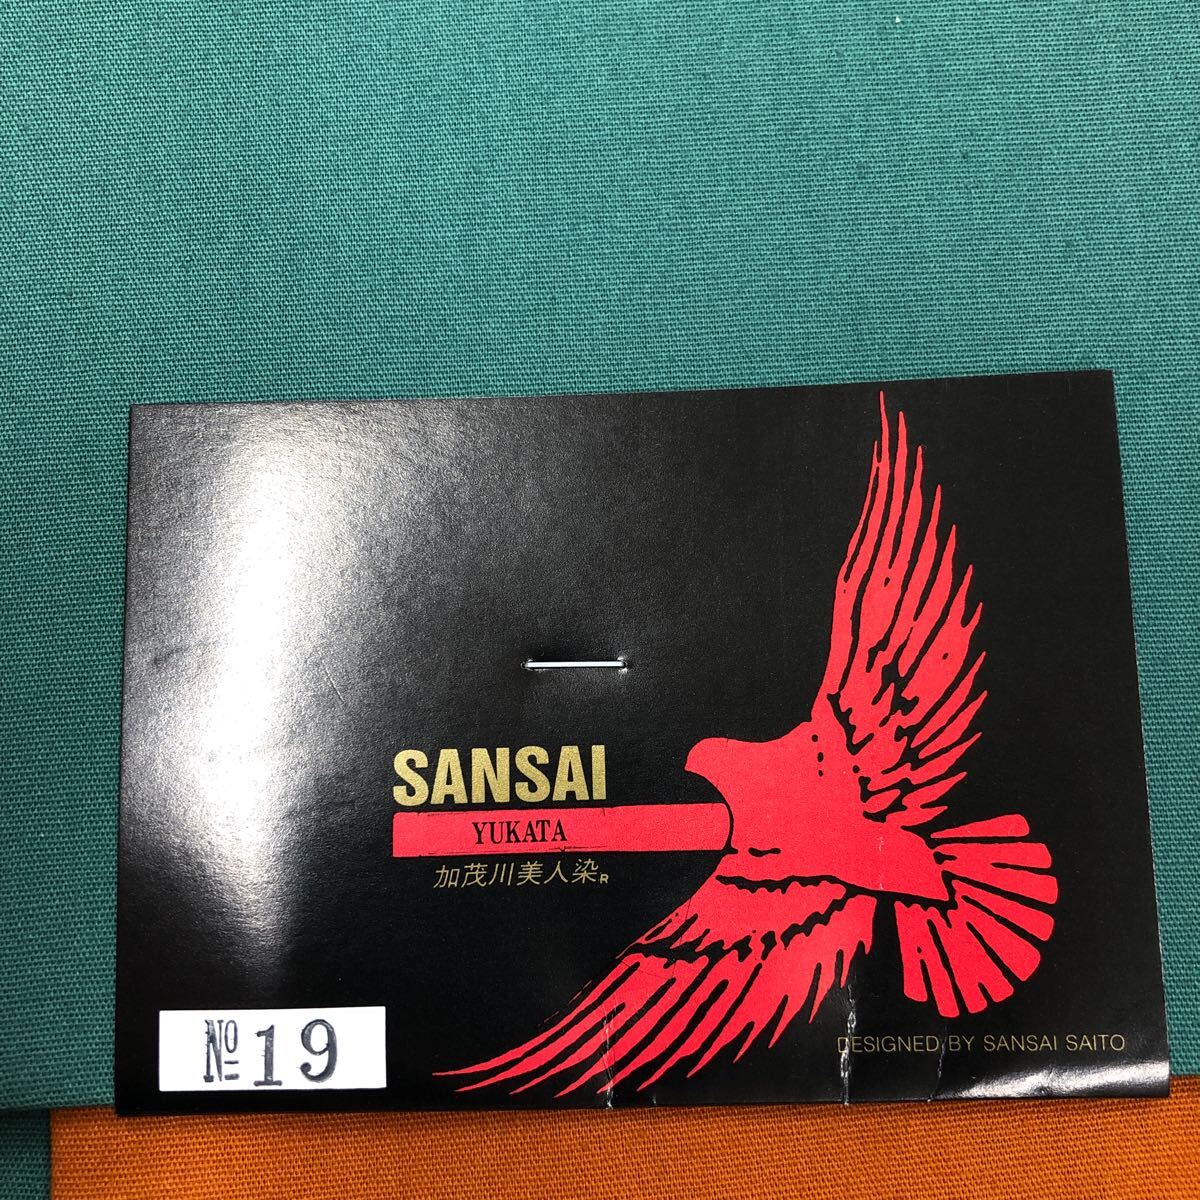 SANSAI
YUKATA
加茂川美人染R
№19
DESIGNED BY SANSAI SAITO